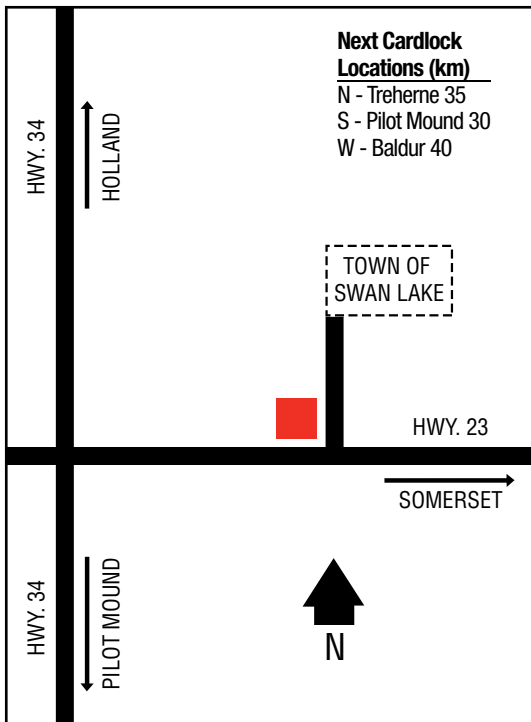 Next Cardlock
Locations (km)
N - Treherne 35
S - Pilot Mound 30
W - Baldur 40
HWY. 34
HOLLAND
TOWN OF
SWAN LAKE
HWY. 23
SOMERSET
HWY. 34
PILOT MOUND
N